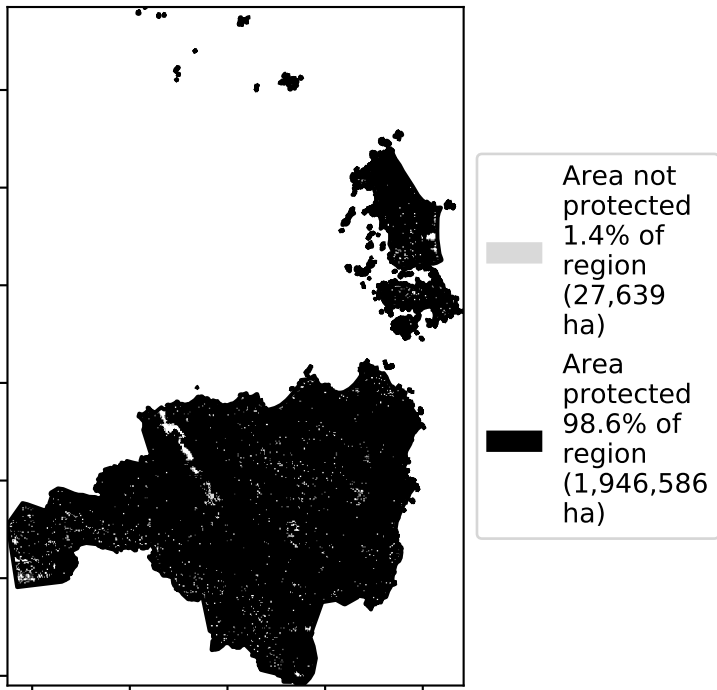 Area not
protected
1.4% of
region
(27,639
ha)
Area
protected
98.6% of
region
(1,946,586
ha)